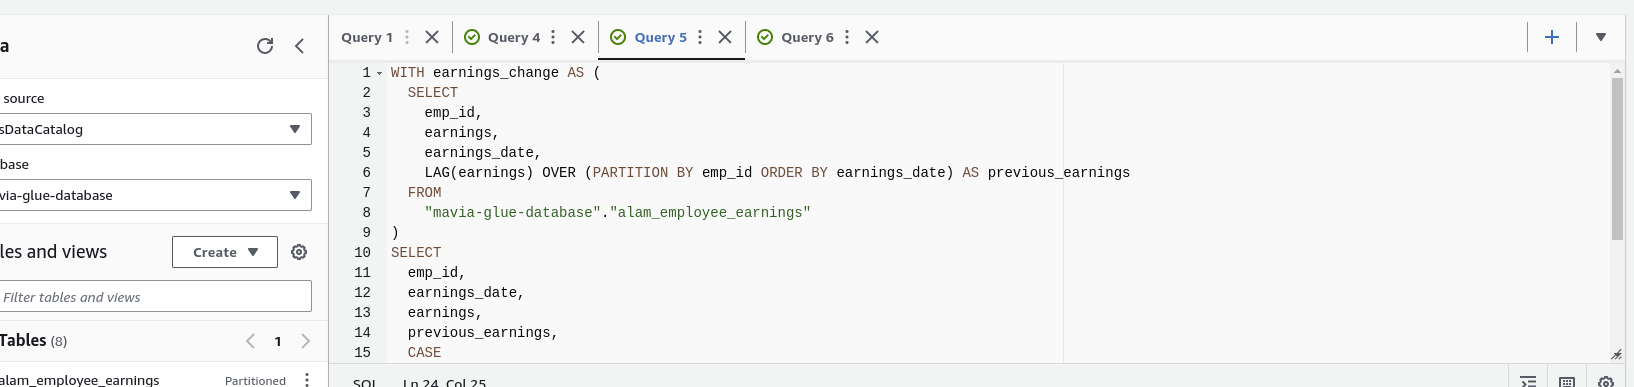 Query 1
Query 4
Query 5
Query 6
a
source
sDataCatalog
base
via-glue-database
les and views
Create
Filter tables and views
Tables (8)
1
alam_employee_earnings
Partitioned
1 WITH earnings_change AS (
2 SELECT
3 emp_id,
4 earnings,
5 earnings_date,
6 LAG(earnings) OVER (PARTITION BY emp_id ORDER BY earnings_date) AS previous_earnings
7 FROM
8 "mavia-glue-database"."alam_employee_earnings"
9 )
10 SELECT
11 emp_id,
12 earnings_date,
13 earnings,
14 previous_earnings,
15 CASE
SQL Ln 24, Col 25